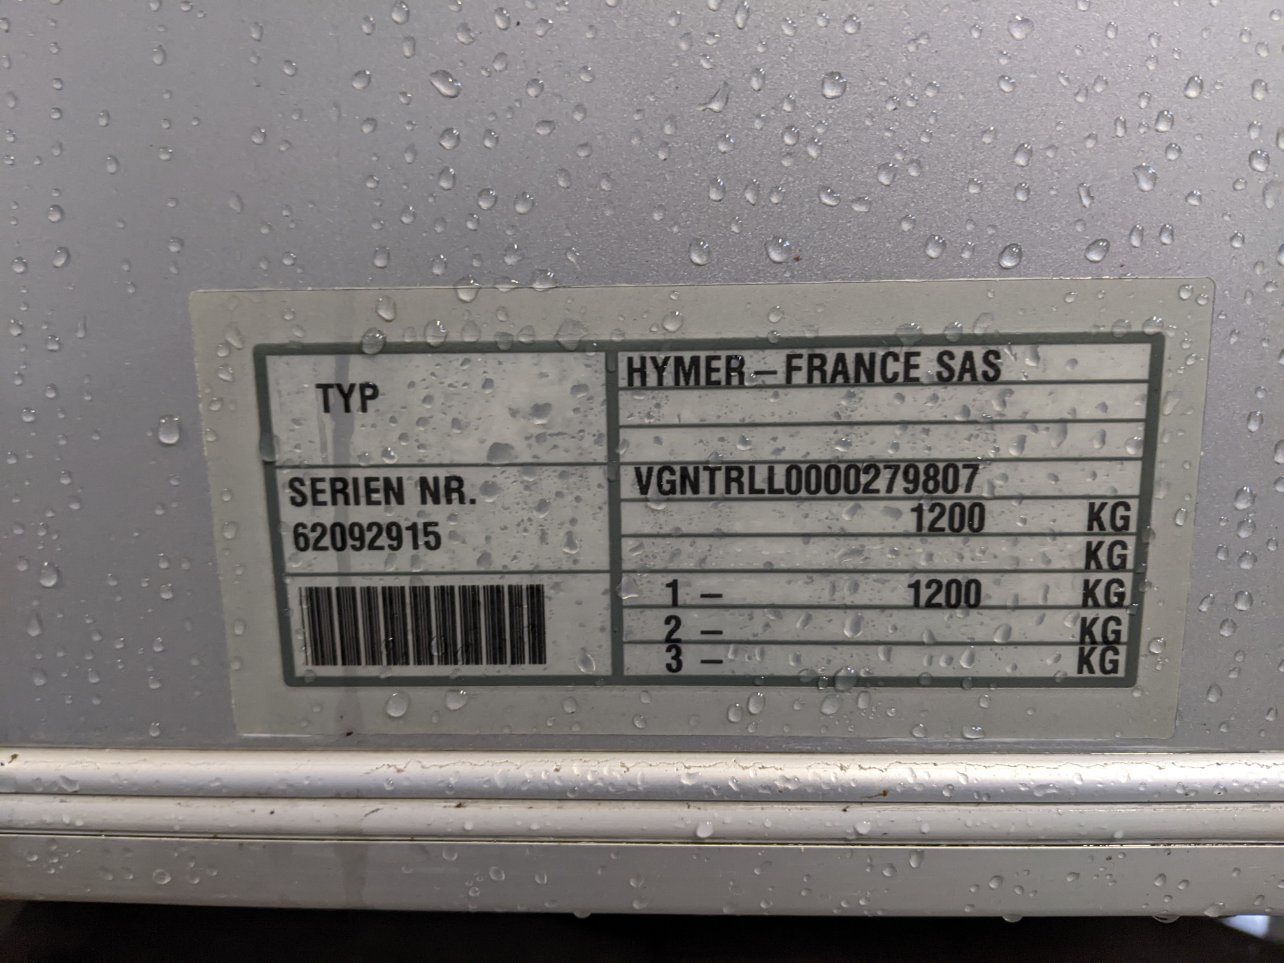 TYP
SERIEN NR.
62092915
HYMER – FRANCE SAS
VGNTRLL0000279807
1200 KG
KG
1 – 1200 KG
2 – KG
3 – KG